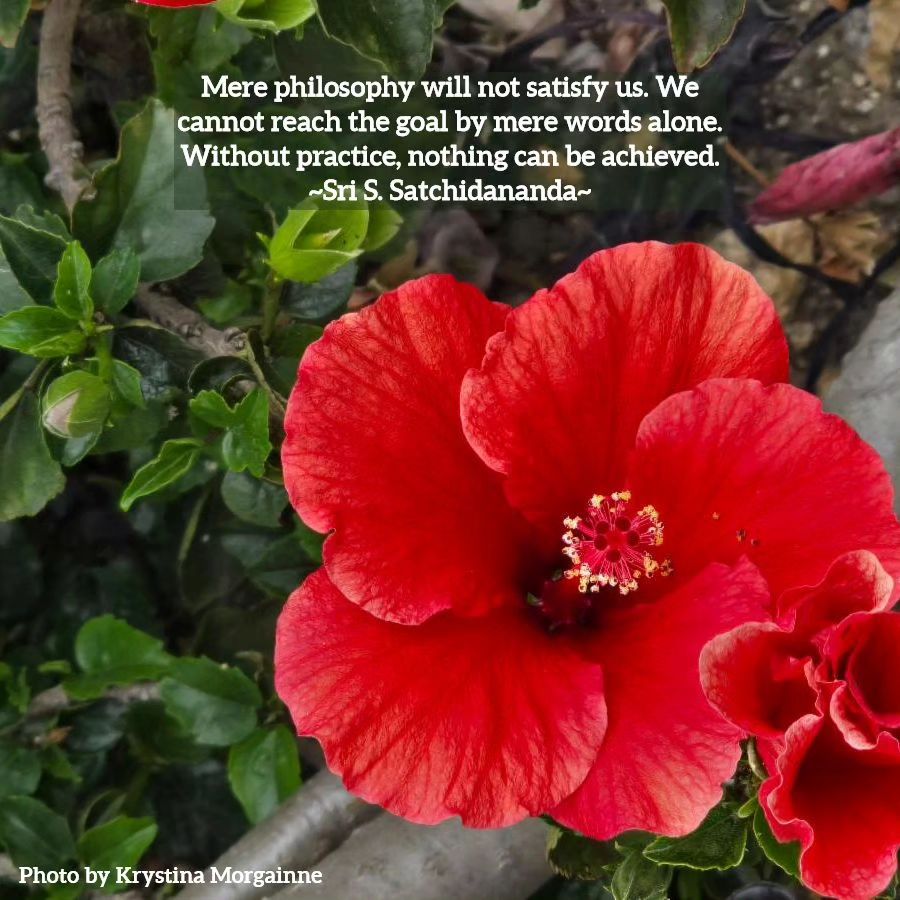 Mere philosophy will not satisfy us. We
cannot reach the goal by mere words alone.
Without practice, nothing can be achieved.
~Sri S. Satchidananda~
Photo by Krystina Morgainne